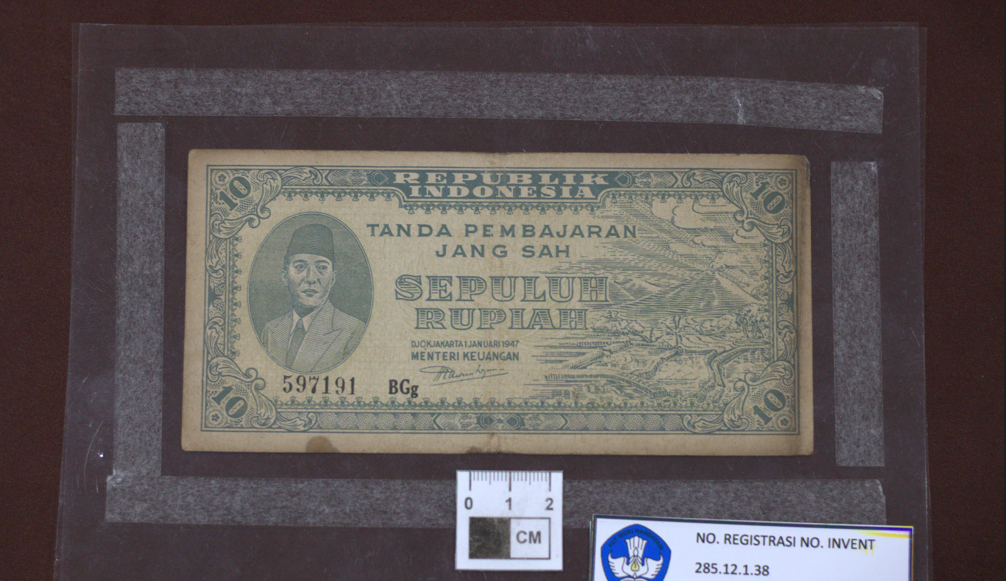 REPUBLIK
INDONESIA
10
10
TANDA PEMBAJARAN
JANG SAH
SEPULUH
RUPIAH
DJOKJAKARTA 1 JANUARI 1947
MENTERI KEUANGAN
597191 BGg
10
10
0 1 2
CM
NO. REGISTRASI NO. INVENT
285.12.1.38